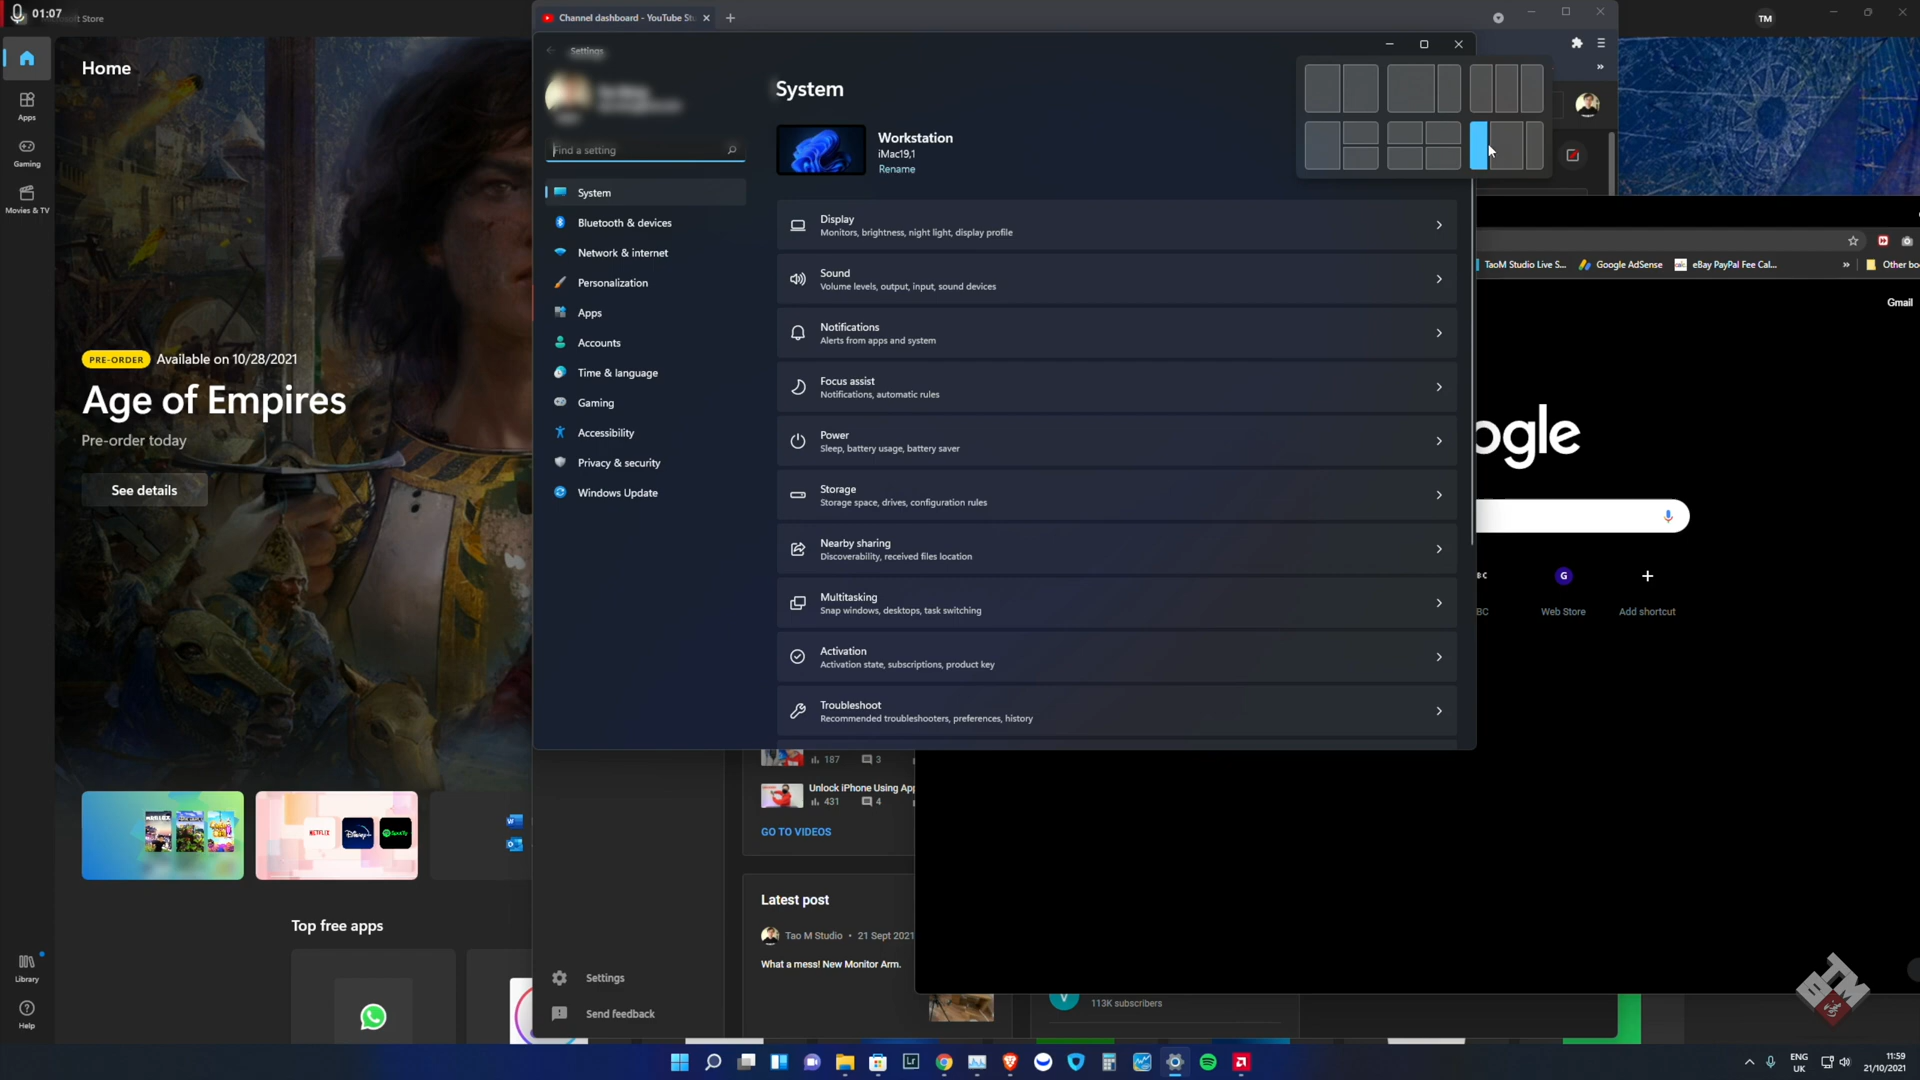 01:07
Store
Home
Apps
Gaming
Movies & TV
PRE-ORDER Available on 10/28/2021
Age of Empires
Pre-order today
See details
NETFLIX
Disney+
Top free apps
Library
Help
Channel dashboard - YouTube St
Settings
Find a setting
System
Bluetooth & devices
Network & internet
Personalization
Apps
Accounts
Time & language
Gaming
Accessibility
Privacy & security
Windows Update
System
Workstation
iMac19,1
Rename
Display
Monitors, brightness, night light, display profile
Sound
Volume levels, output, input, sound devices
Notifications
Alerts from apps and system
Focus assist
Notifications, automatic rules
Power
Sleep, battery usage, battery saver
Storage
Storage space, drives, configuration rules
Nearby sharing
Discoverability, received files location
Multitasking
Snap windows, desktops, task switching
Activation
Activation state, subscriptions, product key
Troubleshoot
Recommended troubleshooters, preferences, history
187 3
Unlock iPhone Using App
431 4
GO TO VIDEOS
Latest post
Tao M Studio • 21 Sept 2021
What a mess! New Monitor Arm.
Settings
Send feedback
V
113K subscribers
TM
TaoM Studio Live S... Google AdSense eBay PayPal Fee Cal... » Other bo
Gmail
ogle
G
BC Web Store Add shortcut
Lr
ENG
UK
11:59
21/10/2021